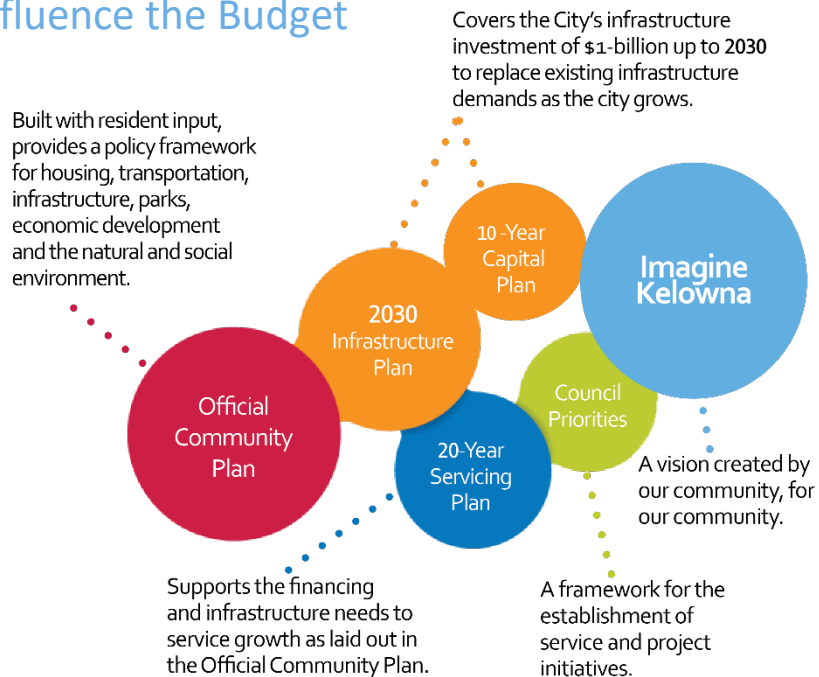 fluence the Budget
Covers the City's infrastructure
investment of $1-billion up to 2030
to replace existing infrastructure
demands as the city grows.
Built with resident input,
provides a policy framework
for housing, transportation,
infrastructure, parks,
economic development
and the natural and social
environment.
10 -Year
Capital
Plan
Imagine
Kelowna
2030
Infrastructure
Plan
Official
Community
Plan
Council
Priorities
20-Year
Servicing
Plan
A vision created by
our community, for
our community.
Supports the financing
and infrastructure needs to
service growth as laid out in
the Official Community Plan.
A framework for the
establishment of
service and project
initiatives.